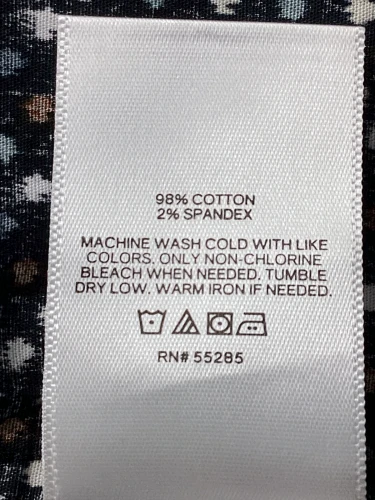 98% COTTON
2% SPANDEX
MACHINE WASH COLD WITH LIKE
COLORS. ONLY NON-CHLORINE
BLEACH WHEN NEEDED. TUMBLE
DRY LOW. WARM IRON IF NEEDED.
RN# 55285